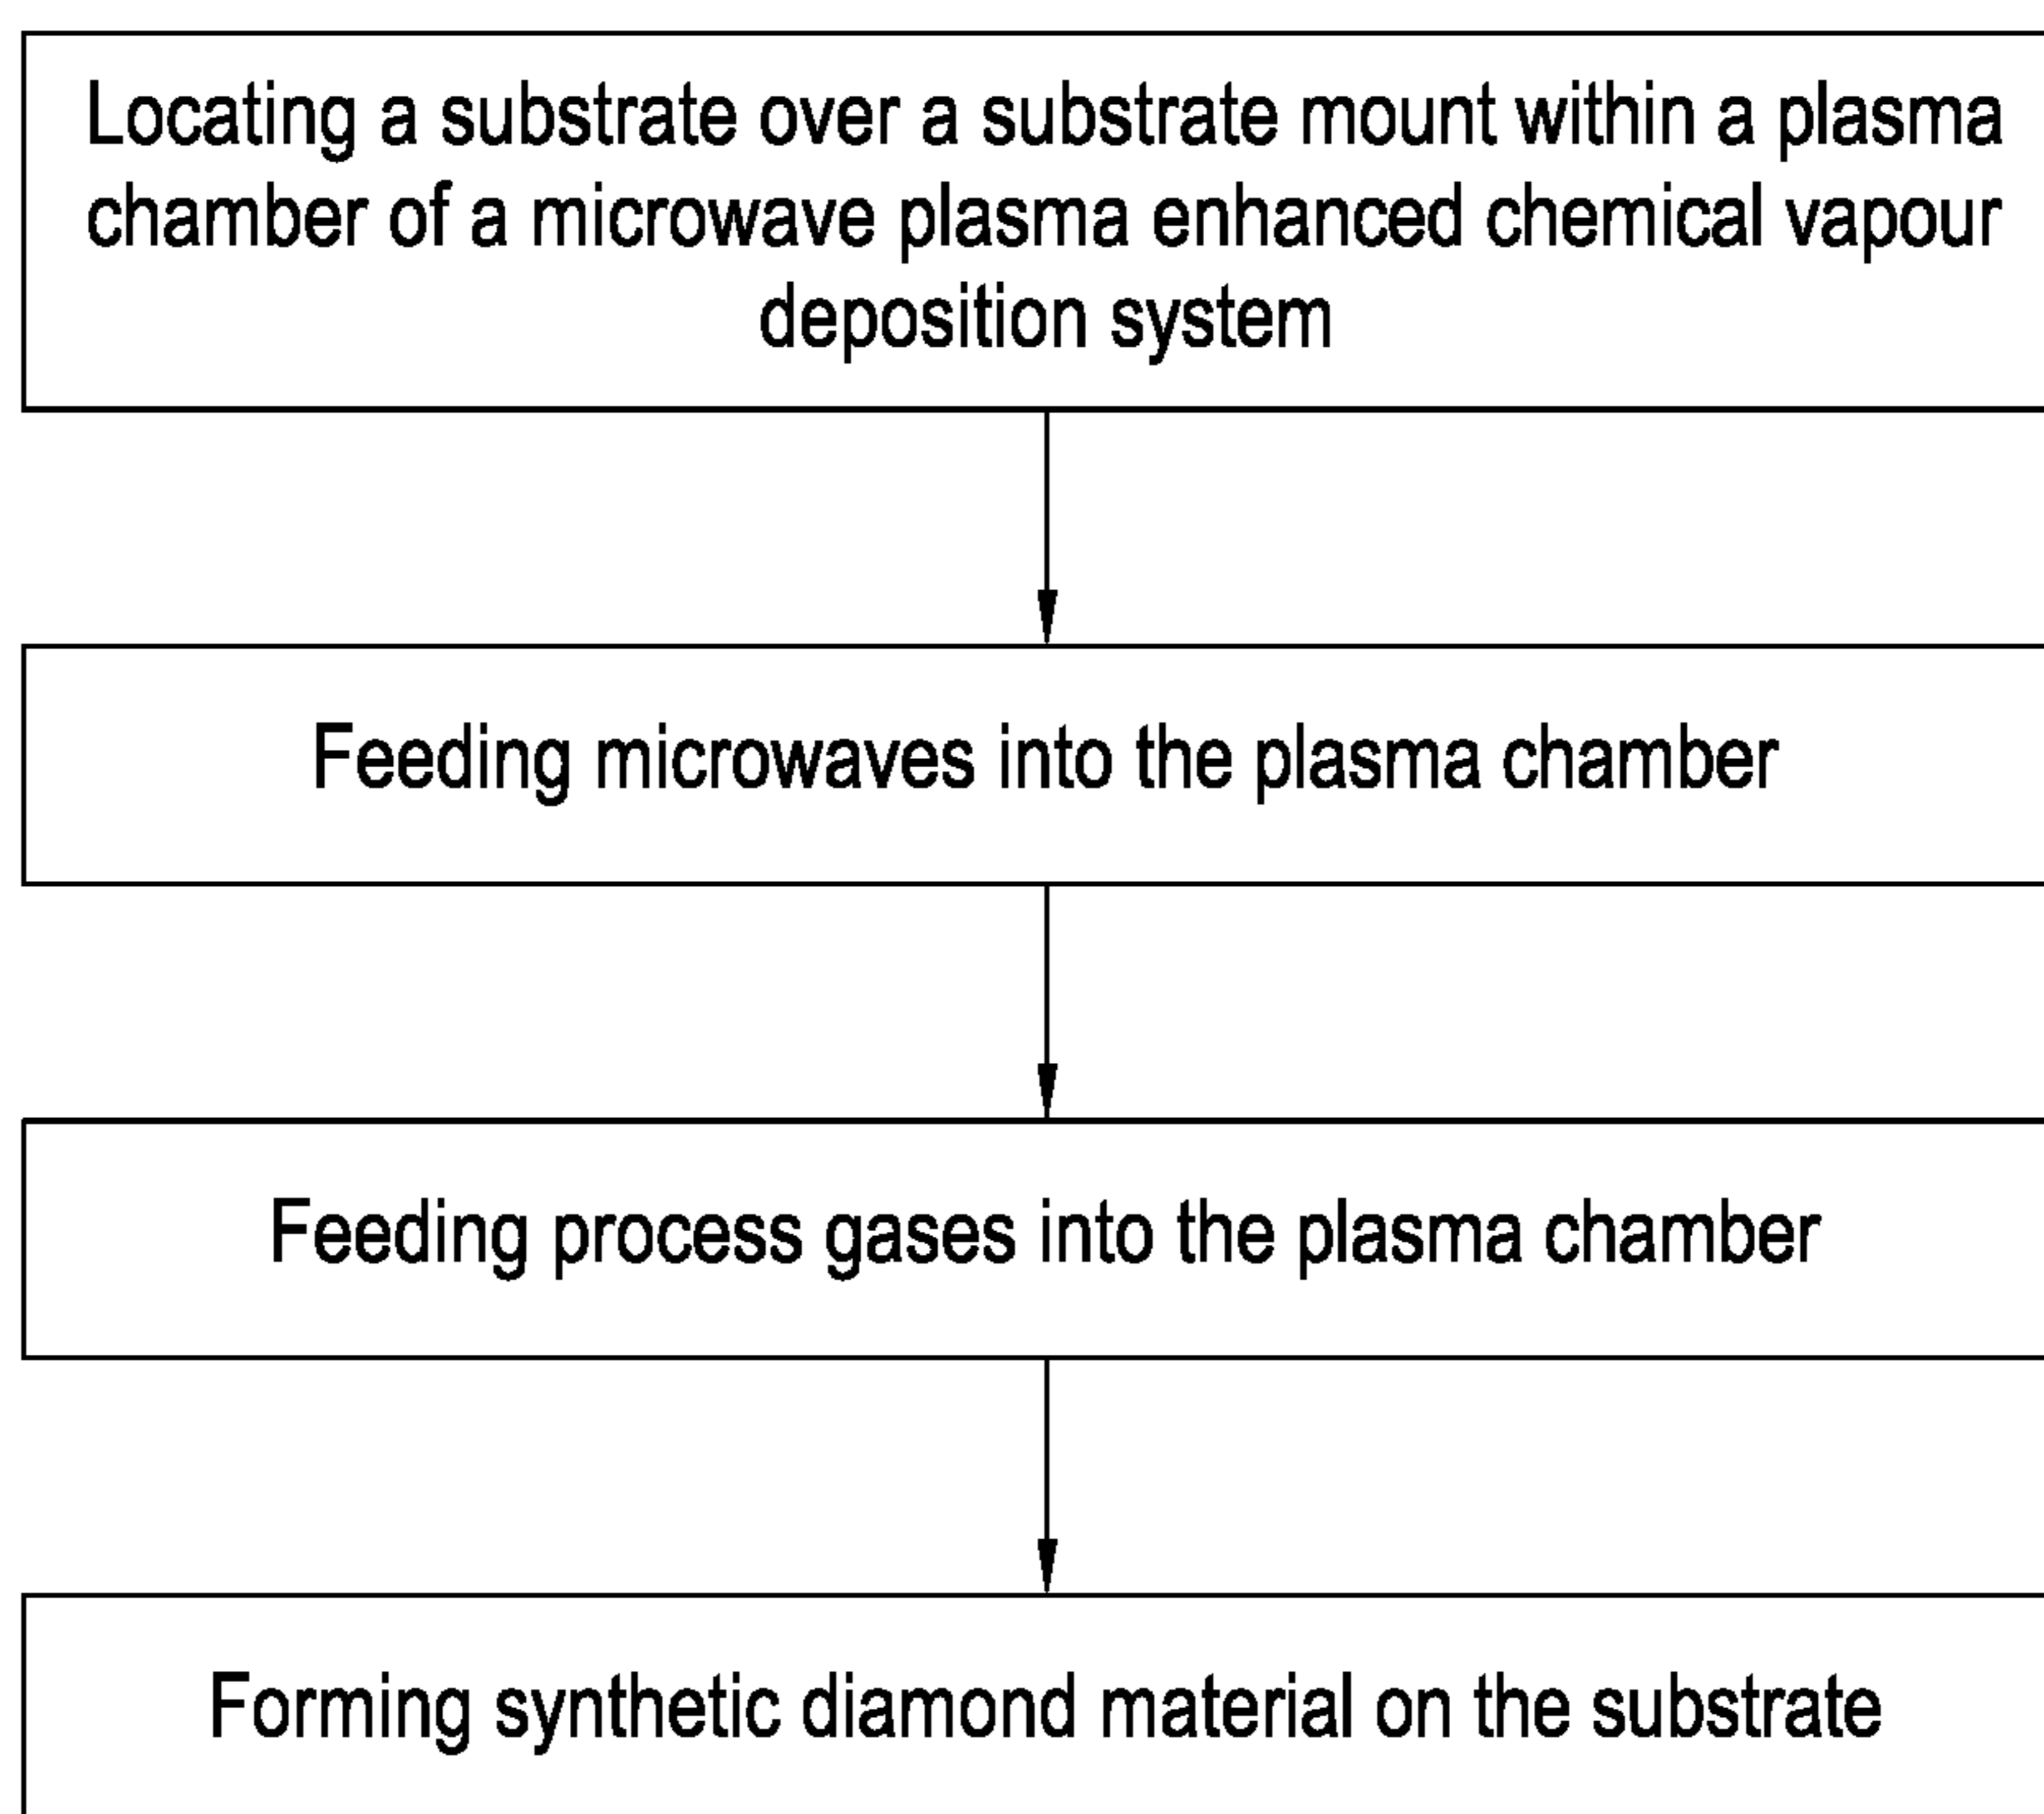 Locating a substrate over a substrate mount within a plasma
chamber of a microwave plasma enhanced chemical vapour
deposition system
Feeding microwaves into the plasma chamber
Feeding process gases into the plasma chamber
Forming synthetic diamond material on the substrate